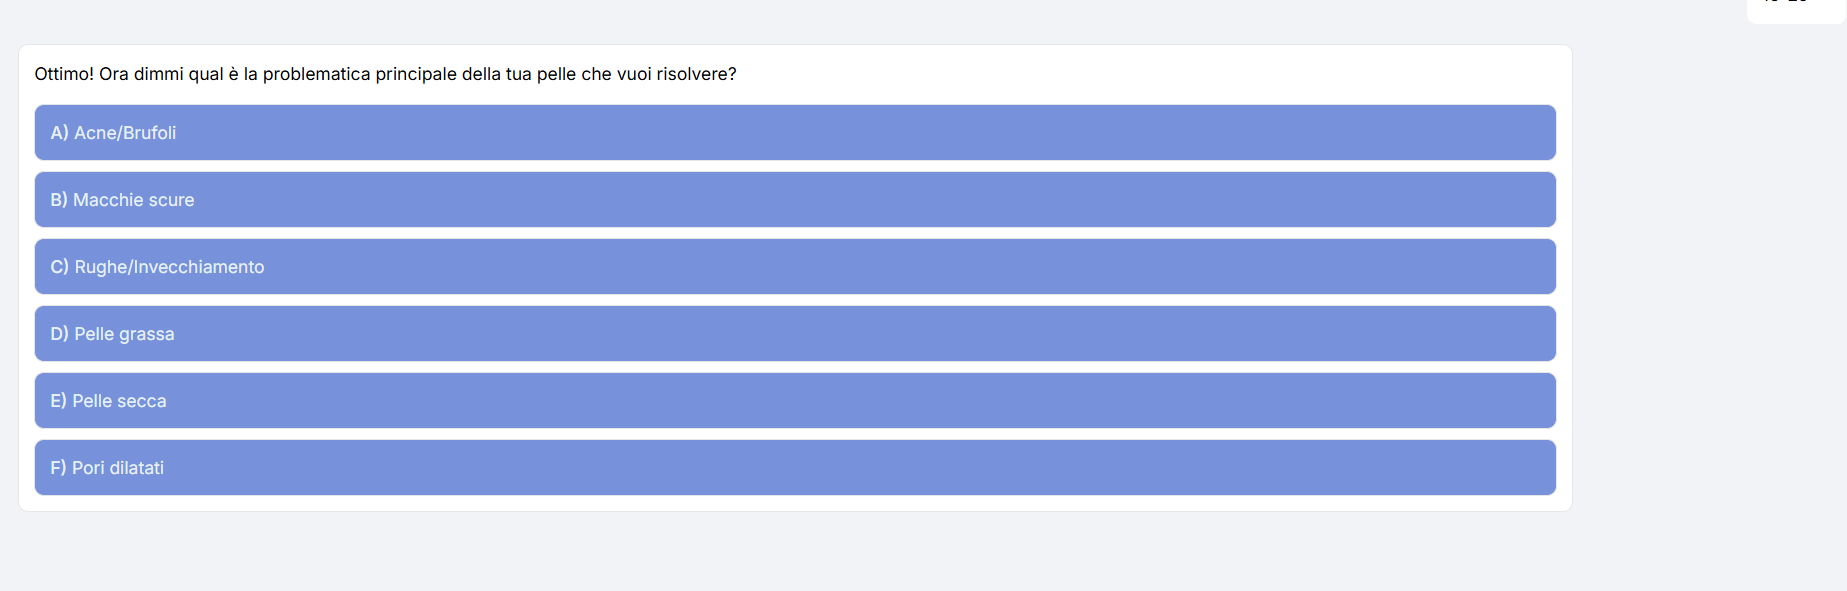 Ottimo! Ora dimmi qual è la problematica principale della tua pelle che vuoi risolvere?
A) Acne/Brufoli
B) Macchie scure
C) Rughe/Invecchiamento
D) Pelle grassa
E) Pelle secca
F) Pori dilatati